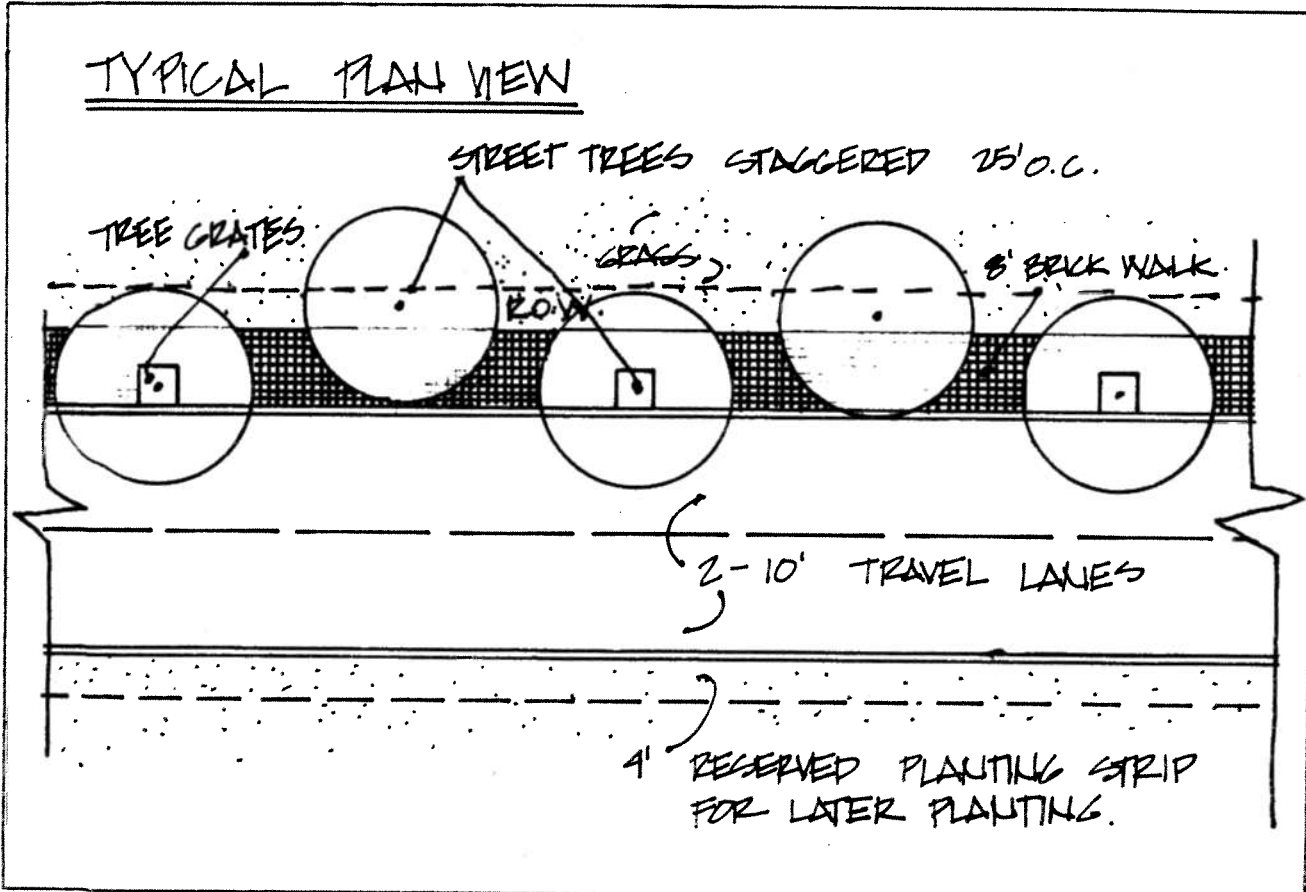 TYPICAL PLAN VIEW
STREET TREES STAGGERED 25' O.C.
TREE GRATES
GRASS
8' BRICK WALK
R.O.W
2-10' TRAVEL LANES
4' RESERVED PLANTING STRIP
FOR LATER PLANTING.